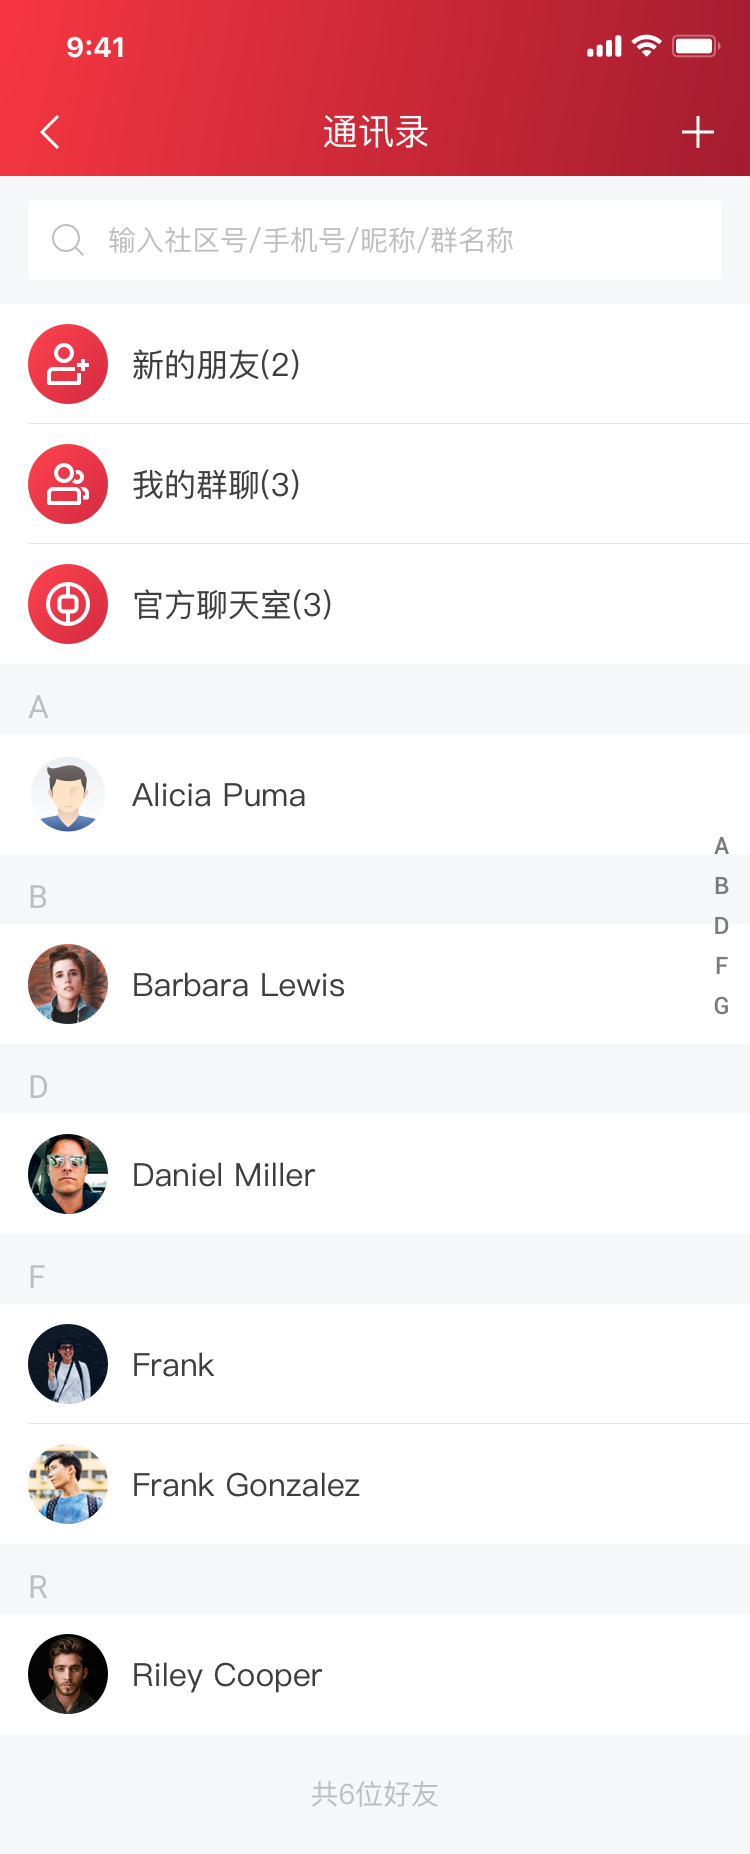 9:41
通讯录
输入社区号/手机号/昵称/群名称
新的朋友(2)
我的群聊(3)
官方聊天室(3)
A
Alicia Puma
B
Barbara Lewis
D
Daniel Miller
F
Frank
Frank Gonzalez
R
Riley Cooper
共6位好友
A
B
D
F
G